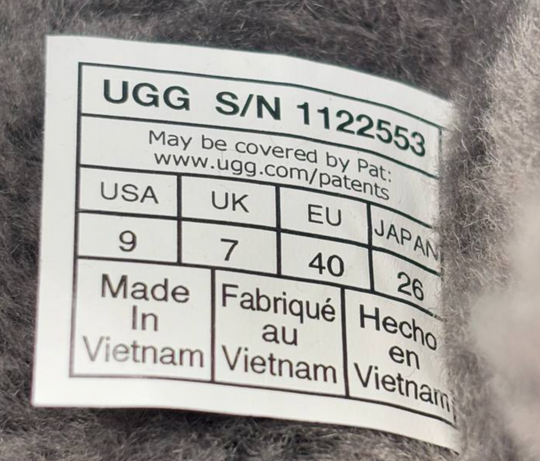 UGG S/N 1122553
May be covered by Pat:
www.ugg.com/patents
USA UK EU JAPAN
9 7 40 26
Made In Vietnam
Fabriqué au Vietnam
Hecho en Vietnam